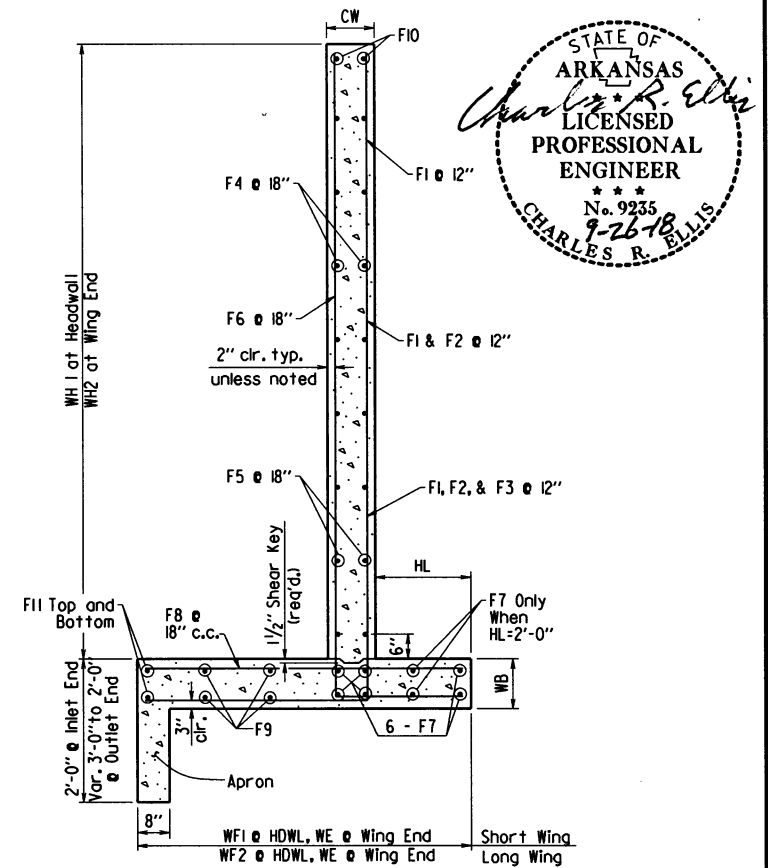 CW
F10
STATE OF
ARKANSAS
★ ★ ★
Charles R. Ellis
LICENSED
PROFESSIONAL
ENGINEER
★ ★ ★
No. 9235
9-26-18
CHARLES R. ELLIS
F1 @ 12"
F4 @ 18"
WH1 at Headwall
WH2 at Wing End
F6 @ 18"
F1 & F2 @ 12"
2" clr. typ.
unless noted
F5 @ 18"
F1, F2, & F3 @ 12"
1 1/2" Shear Key
(req'd.)
HL
F11 Top and
Bottom
F8 @
18" c.c.
6"
F7 Only
When
HL=2'-0"
WB
2'-0" @ Inlet End
Var. 3'-0" to 2'-0"
@ Outlet End
3"
clr.
F9
6 - F7
Apron
8"
WF1 @ HDWL, WE @ Wing End
Short Wing
WF2 @ HDWL, WE @ Wing End
Long Wing